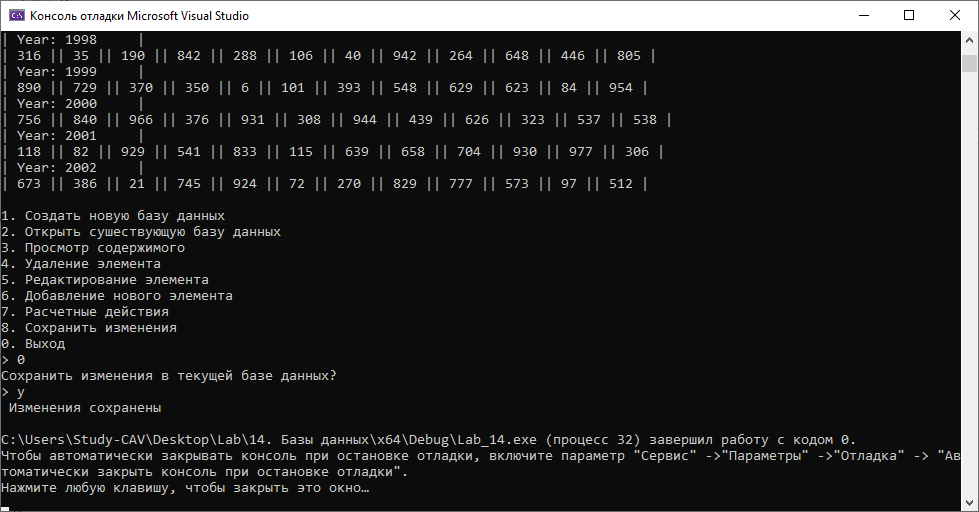 Консоль отладки Microsoft Visual Studio
| Year: 1998 |
| 316 || 35 || 190 || 842 || 288 || 106 || 40 || 942 || 264 || 648 || 446 || 805 |
| Year: 1999 |
| 890 || 729 || 370 || 350 || 6 || 101 || 393 || 548 || 629 || 623 || 84 || 954 |
| Year: 2000 |
| 756 || 840 || 966 || 376 || 931 || 308 || 944 || 439 || 626 || 323 || 537 || 538 |
| Year: 2001 |
| 118 || 82 || 929 || 541 || 833 || 115 || 639 || 658 || 704 || 930 || 977 || 306 |
| Year: 2002 |
| 673 || 386 || 21 || 745 || 924 || 72 || 270 || 829 || 777 || 573 || 97 || 512 |
1. Создать новую базу данных
2. Открыть сушествующую базу данных
3. Просмотр содержимого
4. Удаление элемента
5. Редактирование элемента
6. Добавление нового элемента
7. Расчетные действия
8. Сохранить изменения
0. Выход
> 0
Сохранить изменения в текущей базе данных?
> y
Изменения сохранены
C:\Users\Study-CAV\Desktop\Lab\14. Базы данных\x64\Debug\Lab_14.exe (процесс 32) завершил работу с кодом 0.
Чтобы автоматически закрывать консоль при остановке отладки, включите параметр "Сервис" ->"Параметры" ->"Отладка" -> "Ав
томатически закрыть консоль при остановке отладки".
Нажмите любую клавишу, чтобы закрыть это окно…